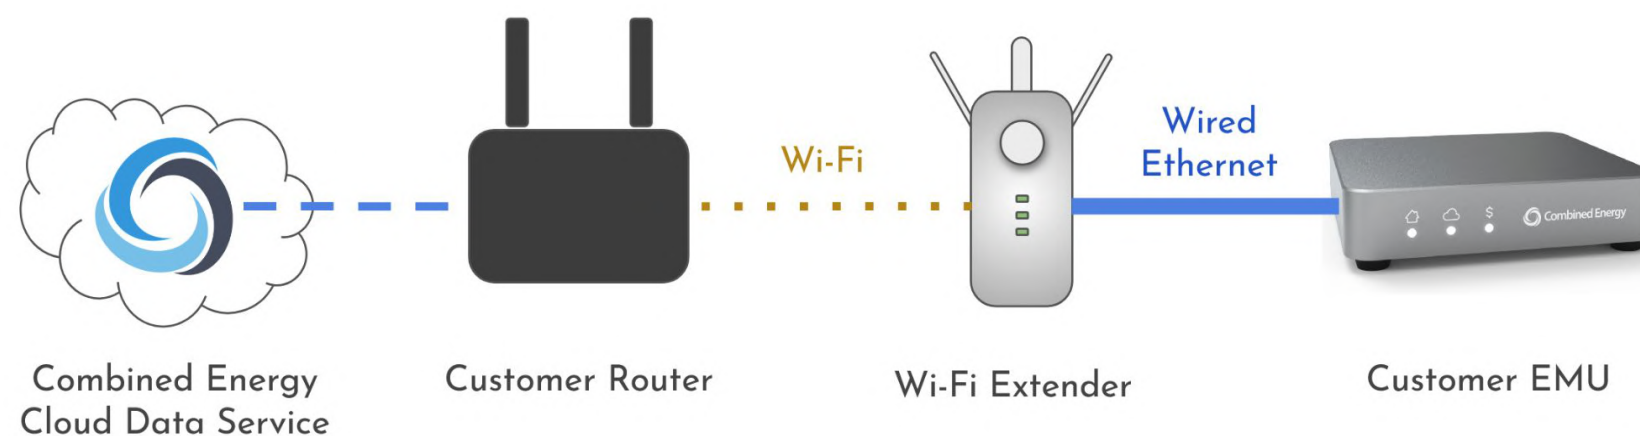 Wi-Fi
Wired
Ethernet
$
Combined Energy
Combined Energy
Cloud Data Service
Customer Router
Wi-Fi Extender
Customer EMU